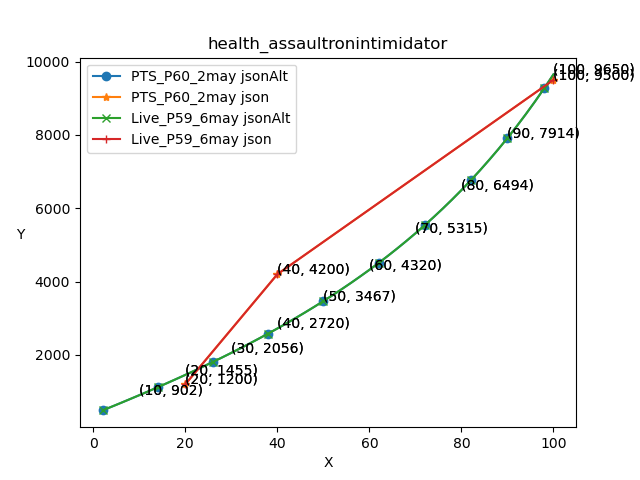 health_assaultronintimidator
PTS_P60_2may jsonAlt
PTS_P60_2may json
Live_P59_6may jsonAlt
Live_P59_6may json
10000
8000
6000
4000
2000
Y
(100, 9650)
(100, 9500)
(90, 7914)
(80, 6494)
(70, 5315)
(60, 4320)
(40, 4200)
(50, 3467)
(40, 2720)
(30, 2056)
(20, 1455)
(20, 1200)
(10, 902)
0 20 40 60 80 100
X